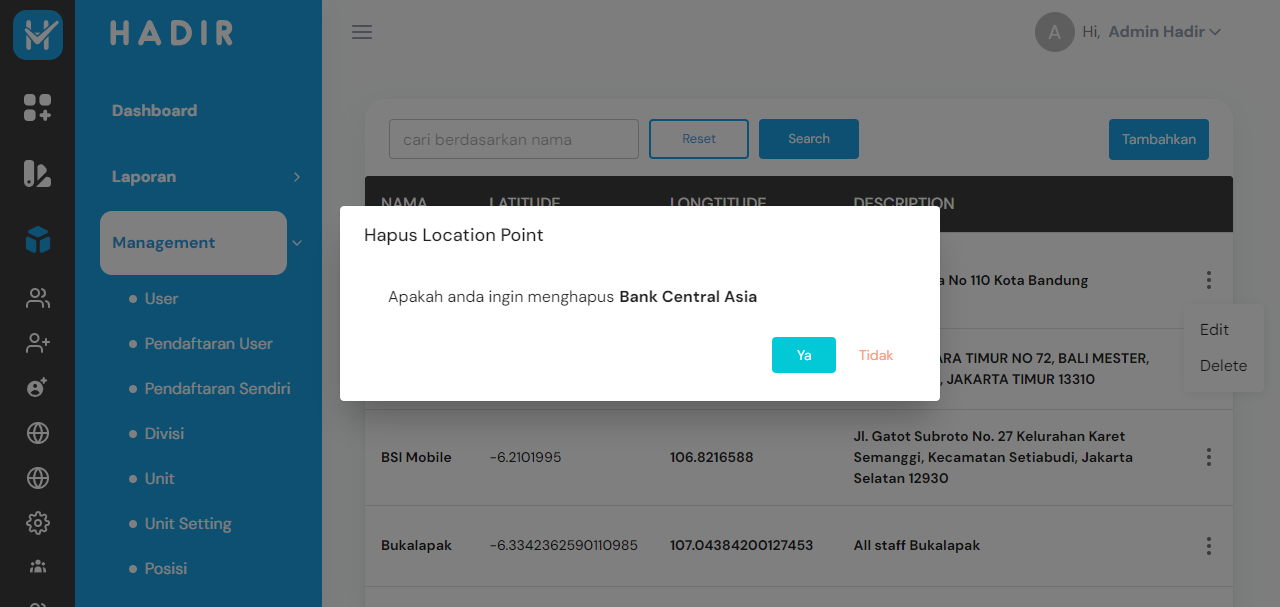 HADIR
A Hi, Admin Hadir
Dashboard
Laporan
Management
User
Pendaftaran User
Pendaftaran Sendiri
Divisi
Unit
Unit Setting
Posisi
cari berdasarkan nama
Reset
Search
Tambahkan
NAMA LATITUDE LONGTITUDE DESCRIPTION
Hapus Location Point
Apakah anda ingin menghapus Bank Central Asia
Ya
Tidak
No 110 Kota Bandung
Edit
Delete
TIMUR NO 72, BALI MESTER,
JAKARTA TIMUR 13310
BSI Mobile -6.2101995 106.8216588
Jl. Gatot Subroto No. 27 Kelurahan Karet
Semanggi, Kecamatan Setiabudi, Jakarta
Selatan 12930
Bukalapak -6.3342362590110985 107.04384200127453 All staff Bukalapak